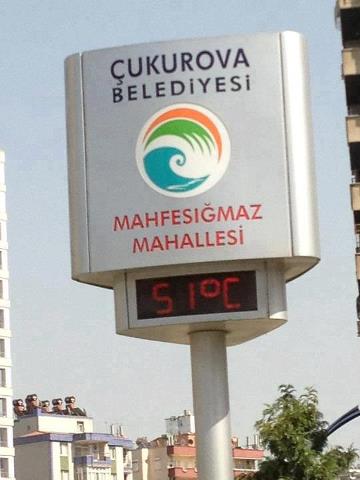 ÇUKUROVA
BELEDİYESİ
MAHFESIĞMAZ
MAHALLESİ
51°C